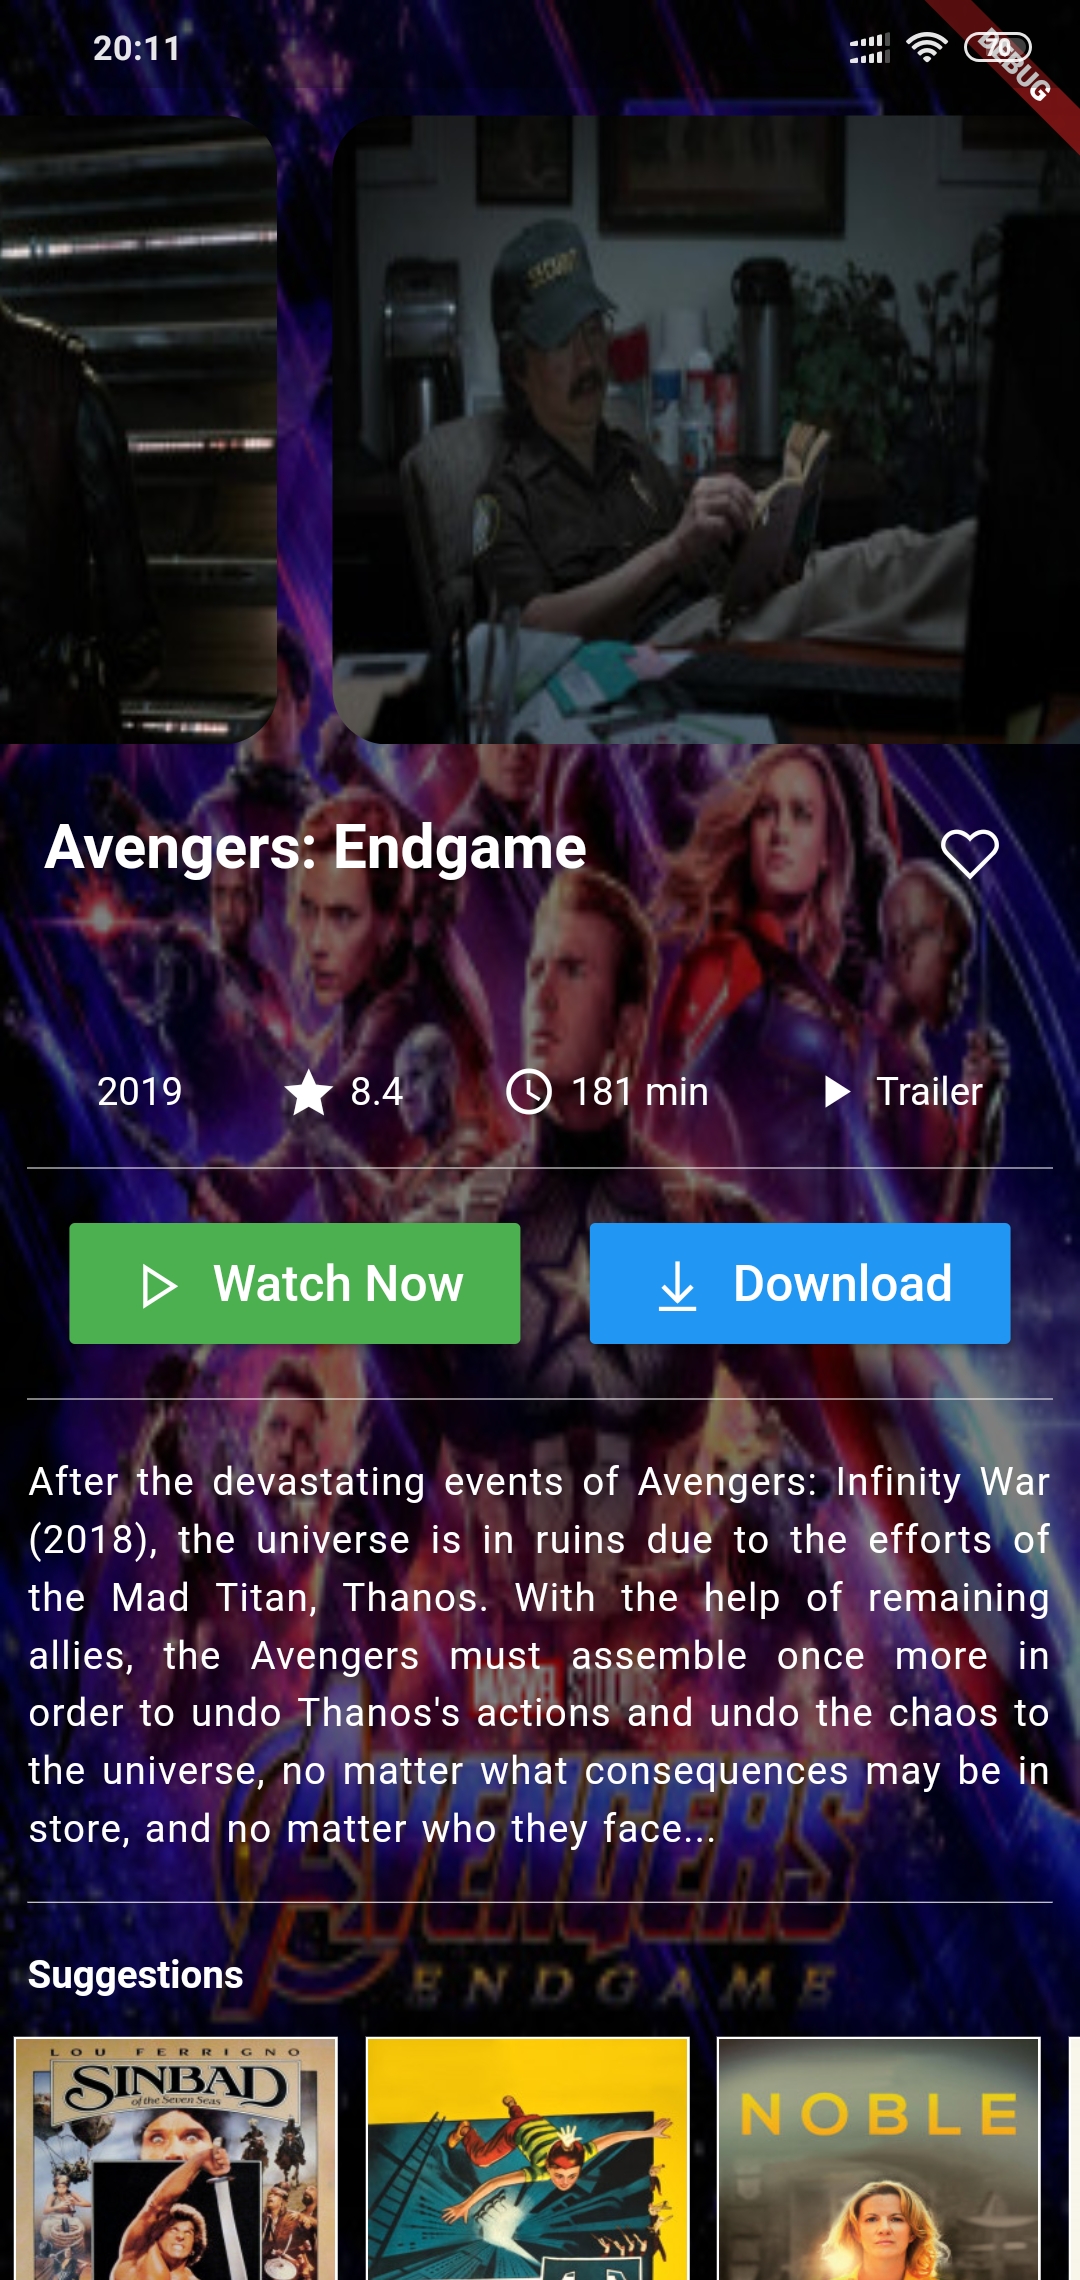 20:11
70
DEBUG
Avengers: Endgame
2019
8.4
181 min
Trailer
Watch Now
Download
After the devastating events of Avengers: Infinity War
(2018), the universe is in ruins due to the efforts of
the Mad Titan, Thanos. With the help of remaining
allies, the Avengers must assemble once more in
order to undo Thanos's actions and undo the chaos to
the universe, no matter what consequences may be in
store, and no matter who they face...
MARVEL STUDIOS
AVENGERS
ENDGAME
Suggestions
LOU FERRIGNO
SINBAD
of the Seven Seas
NOBLE